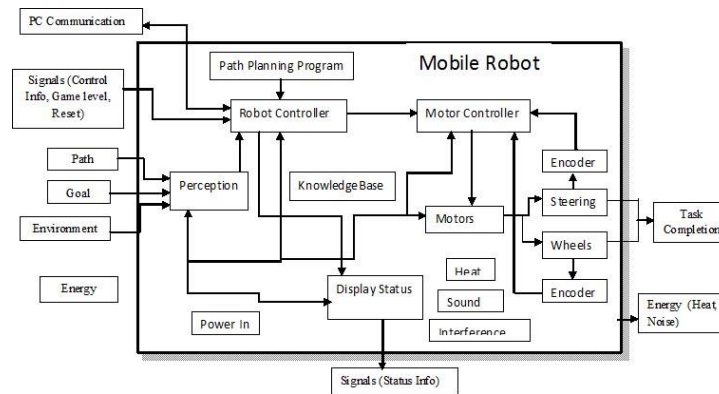 PC Communication
Mobile Robot
Path Planning Program
Signals (Control
Info, Game level,
Reset)
Robot Controller
Motor Controller
Path
Perception
Encoder
Goal
KnowledgeBase
Steering
Motors
Task
Completion
Environment
Wheels
Heat
Energy
Display Status
Sound
Encoder
Power In
Interference
Energy (Heat,
Noise)
Signals (Status Info)